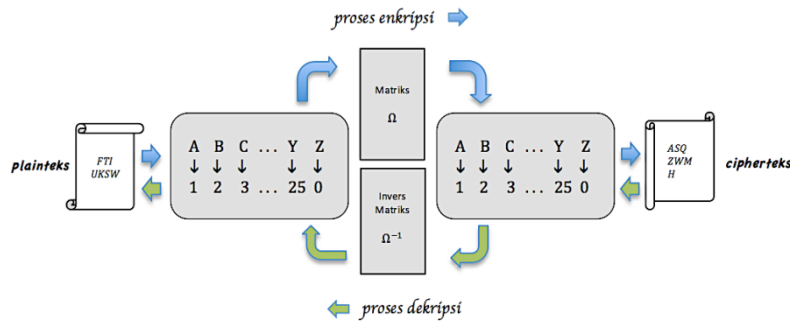 proses enkripsi
Matriks
Ω
plainteks
FTI
UKSW
A B C ... Y Z
↓ ↓ ↓ ↓ ↓
1 2 3 ... 25 0
A B C ... Y Z
↓ ↓ ↓ ↓ ↓
1 2 3 ... 25 0
ASQ
ZWM
H
cipherteks
Invers
Matriks
Ω⁻¹
proses dekripsi